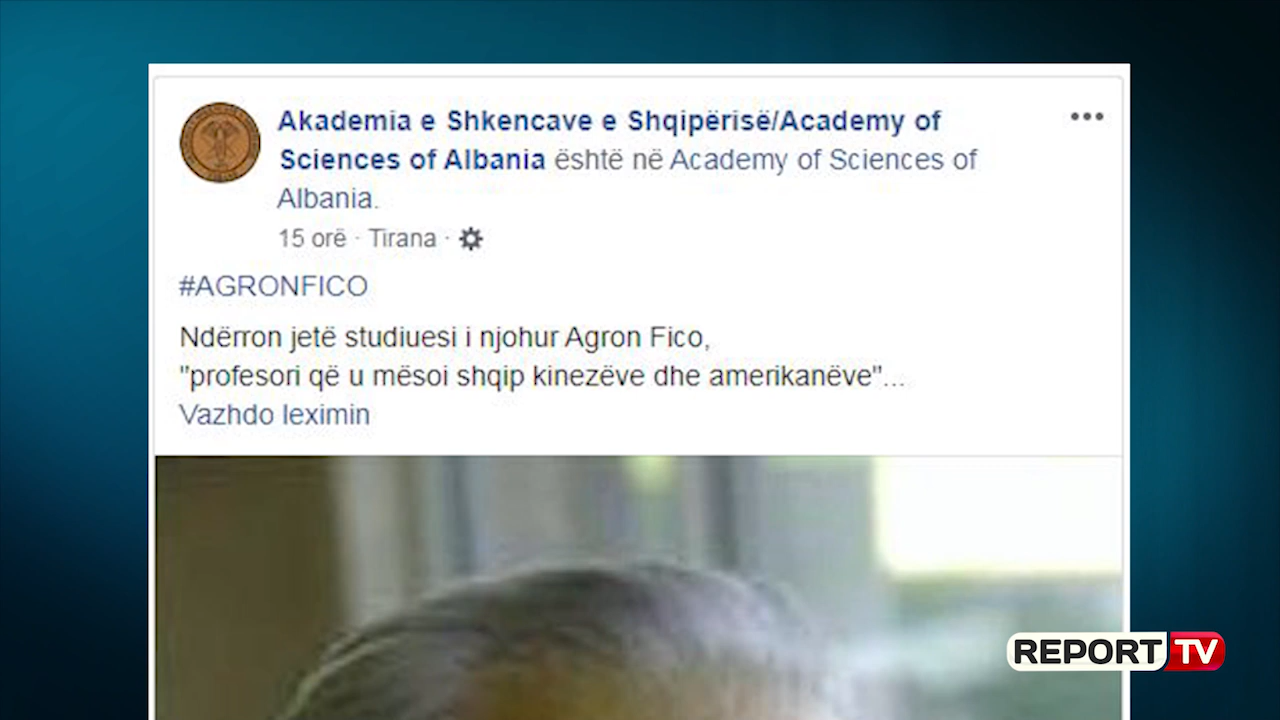 Akademia e Shkencave e Shqipërisë/Academy of
Sciences of Albania është në Academy of Sciences of
Albania.
15 orë · Tirana ·
#AGRONFICO
Ndërron jetë studiuesi i njohur Agron Fico,
"profesori që u mësoi shqip kinezëve dhe amerikanëve"...
Vazhdo leximin
REPORT TV